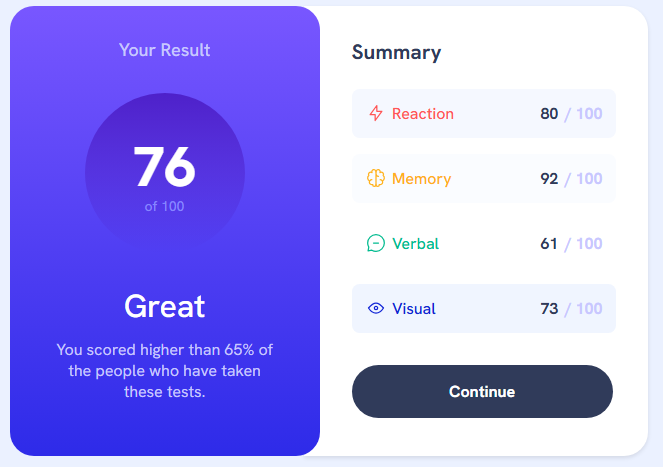 Your Result
76
of 100
Great
You scored higher than 65% of
the people who have taken
these tests.
Summary
Reaction 80 / 100
Memory 92 / 100
Verbal 61 / 100
Visual 73 / 100
Continue